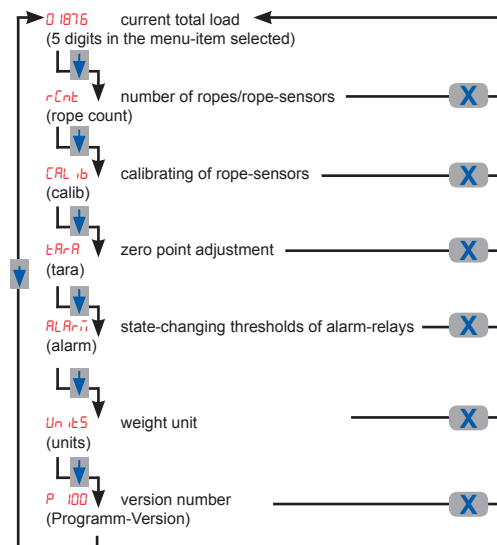 01876 current total load
(5 digits in the menu-item selected)
rCnt number of ropes/rope-sensors X
(rope count)
CALib calibrating of rope-sensors X
(calib)
tArA zero point adjustment X
(tara)
ALArm state-changing thresholds of alarm-relays X
(alarm)
UnitS weight unit X
(units)
P 100 version number X
(Programm-Version)